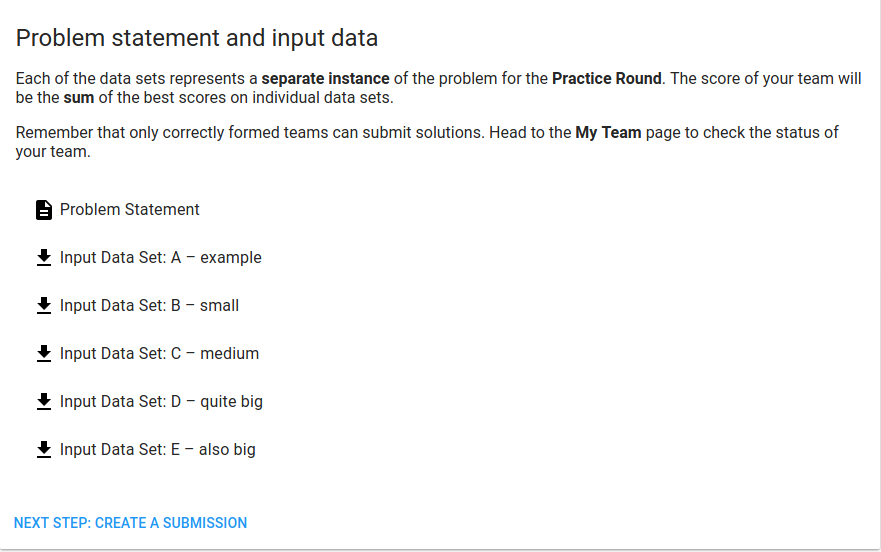 Problem statement and input data
Each of the data sets represents a separate instance of the problem for the Practice Round. The score of your team will
be the sum of the best scores on individual data sets.
Remember that only correctly formed teams can submit solutions. Head to the My Team page to check the status of
your team.
Problem Statement
Input Data Set: A – example
Input Data Set: B – small
Input Data Set: C – medium
Input Data Set: D – quite big
Input Data Set: E – also big
NEXT STEP: CREATE A SUBMISSION